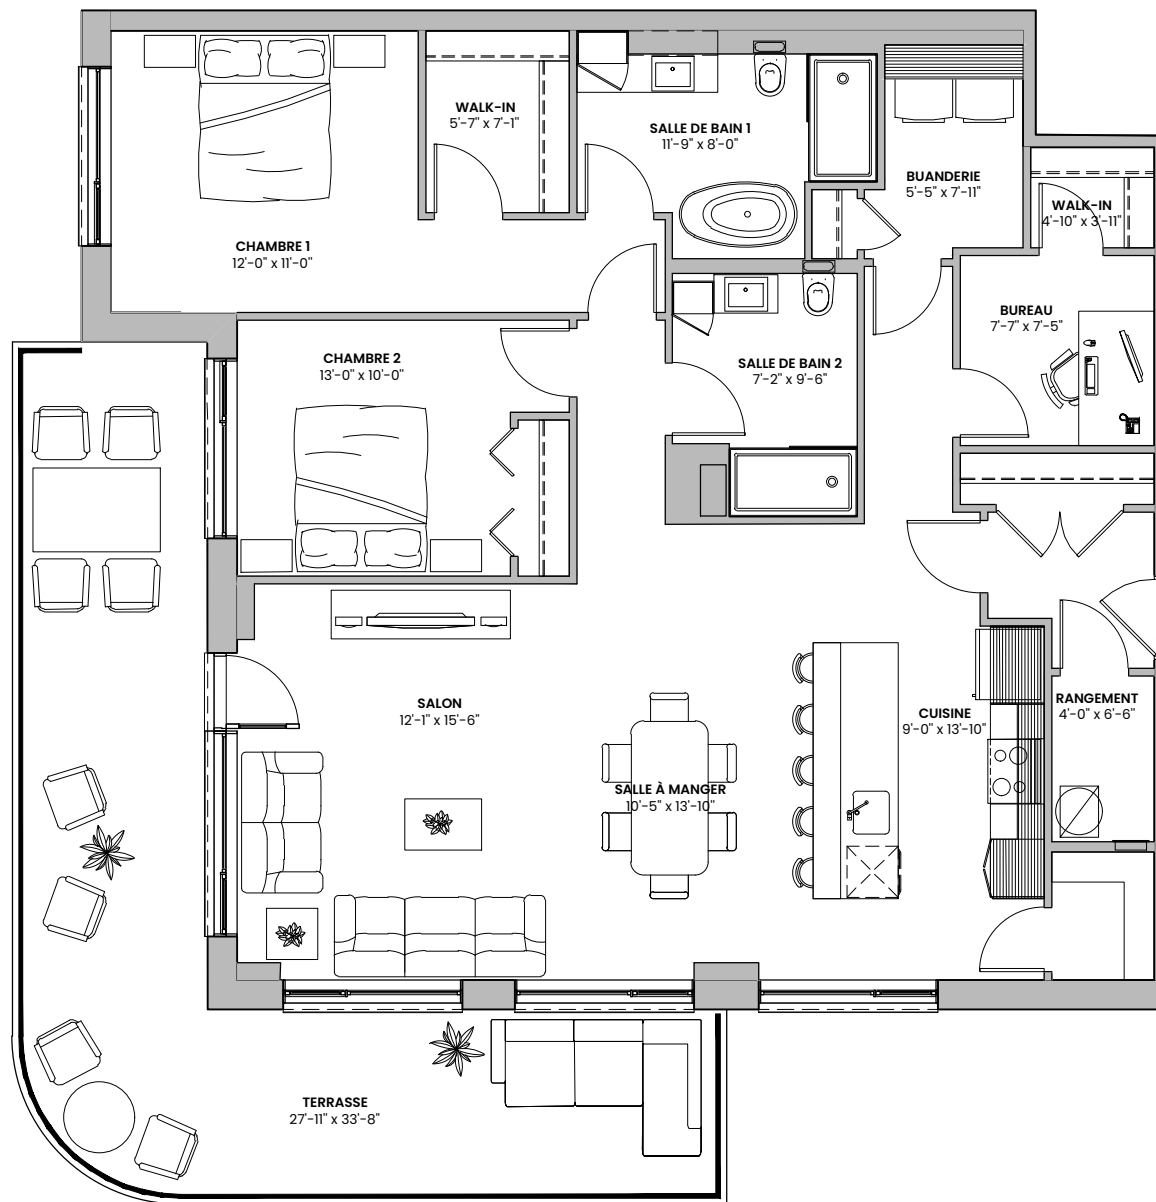 WALK-IN
5'-7" x 7'-1"
SALLE DE BAIN 1
11'-9" x 8'-0"
BUANDERIE
5'-5" x 7'-11"
WALK-IN
4'-10" x 3'-11"
CHAMBRE 1
12'-0" x 11'-0"
BUREAU
7'-7" x 7'-5"
CHAMBRE 2
13'-0" x 10'-0"
SALLE DE BAIN 2
7'-2" x 9'-6"
SALON
12'-1" x 15'-6"
CUISINE
9'-0" x 13'-10"
RANGEMENT
4'-0" x 6'-6"
SALLE À MANGER
10'-5" x 13'-10"
TERRASSE
27'-11" x 33'-8"